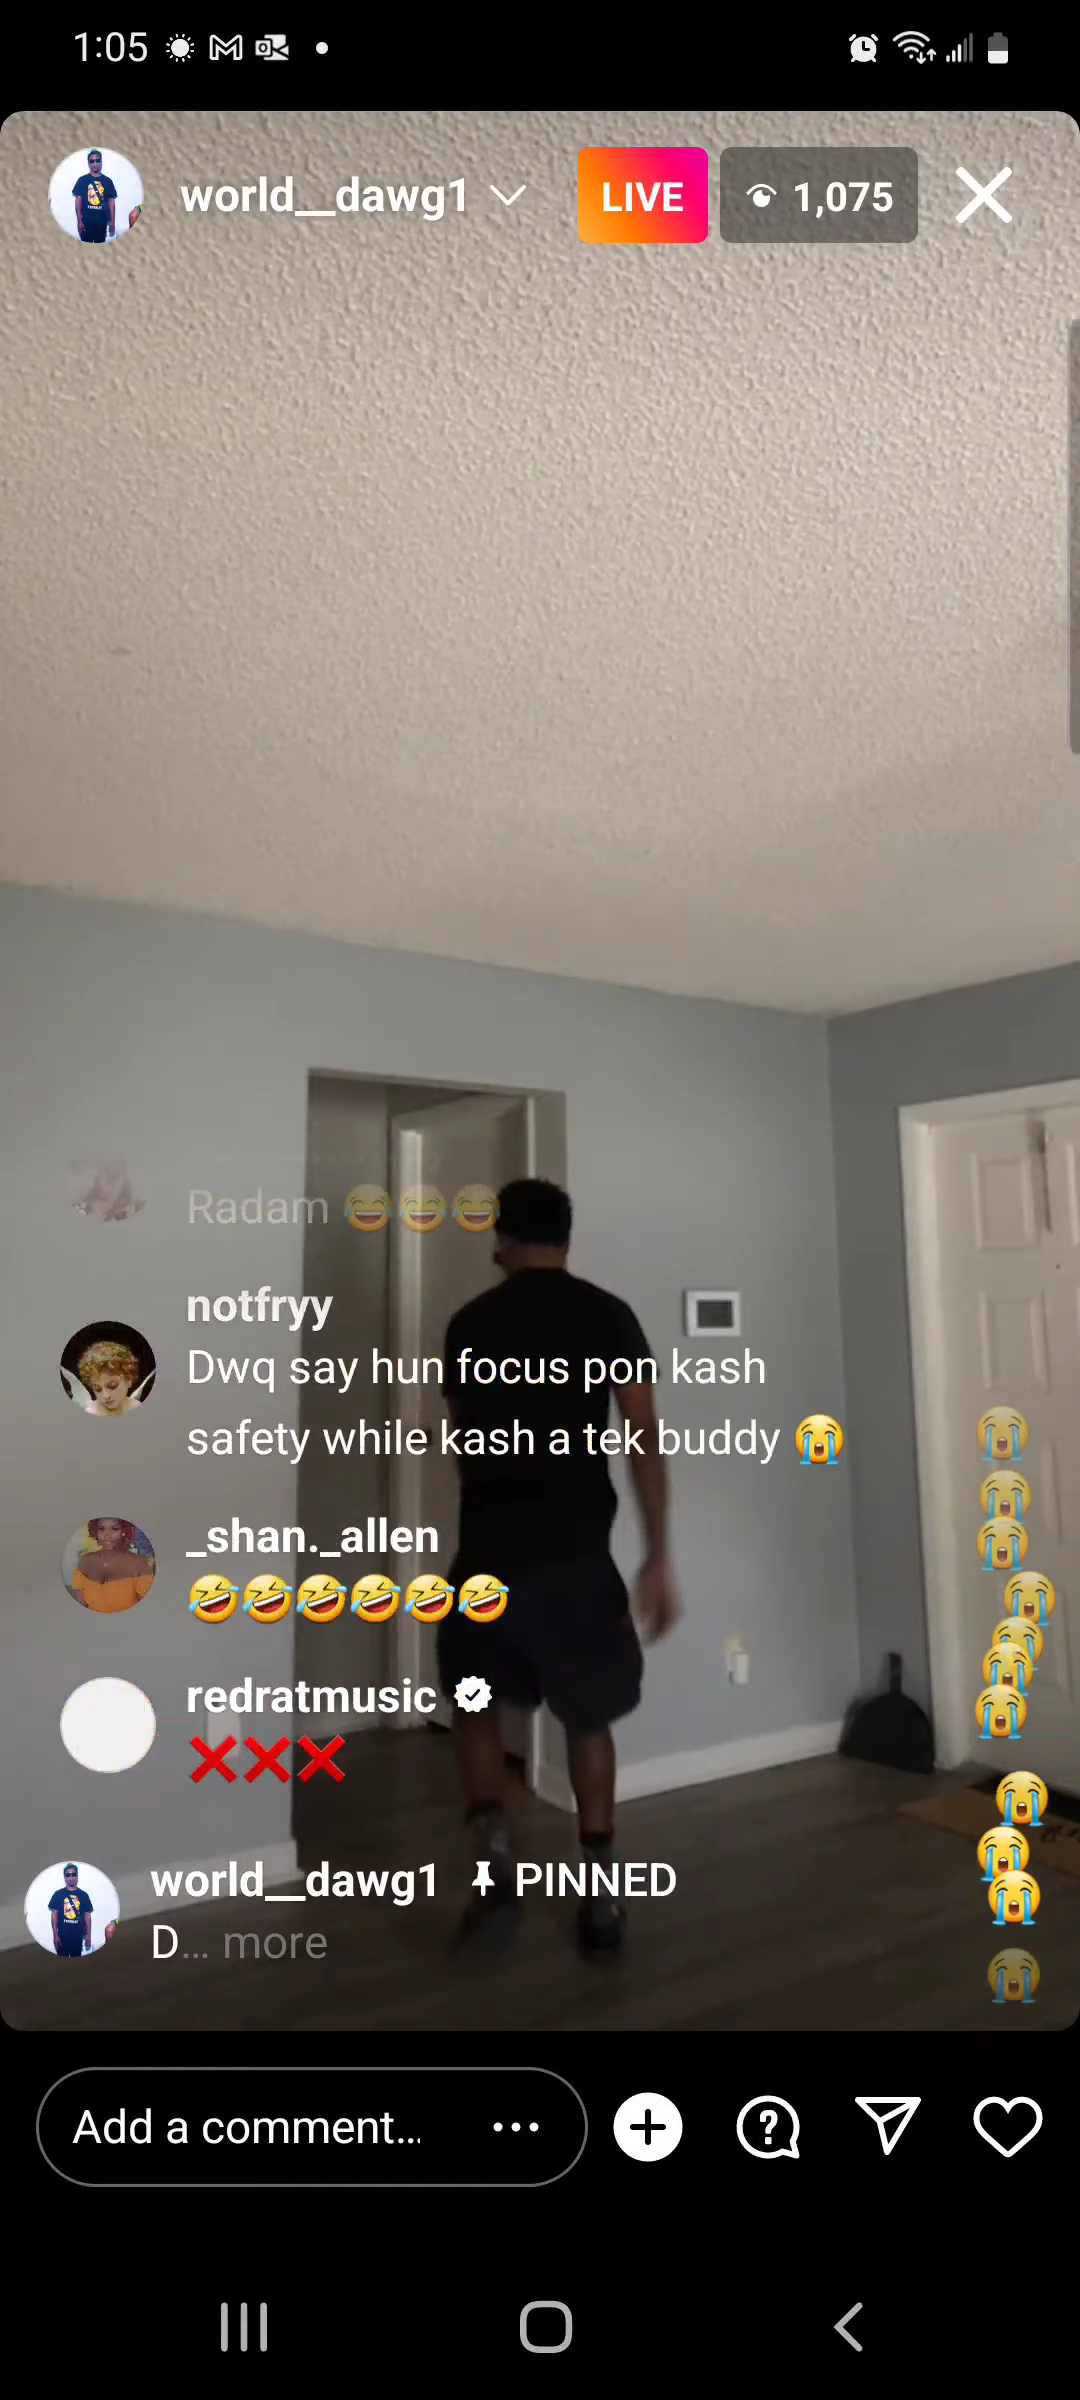 1:05
world__dawg1
LIVE
1,075
Radam 😂😂😂
notfryy
Dwq say hun focus pon kash
safety while kash a tek buddy 😭
_shan._allen
🤣🤣🤣🤣🤣🤣
redratmusic
❌❌❌
world__dawg1 PINNED
D... more
Add a comment...